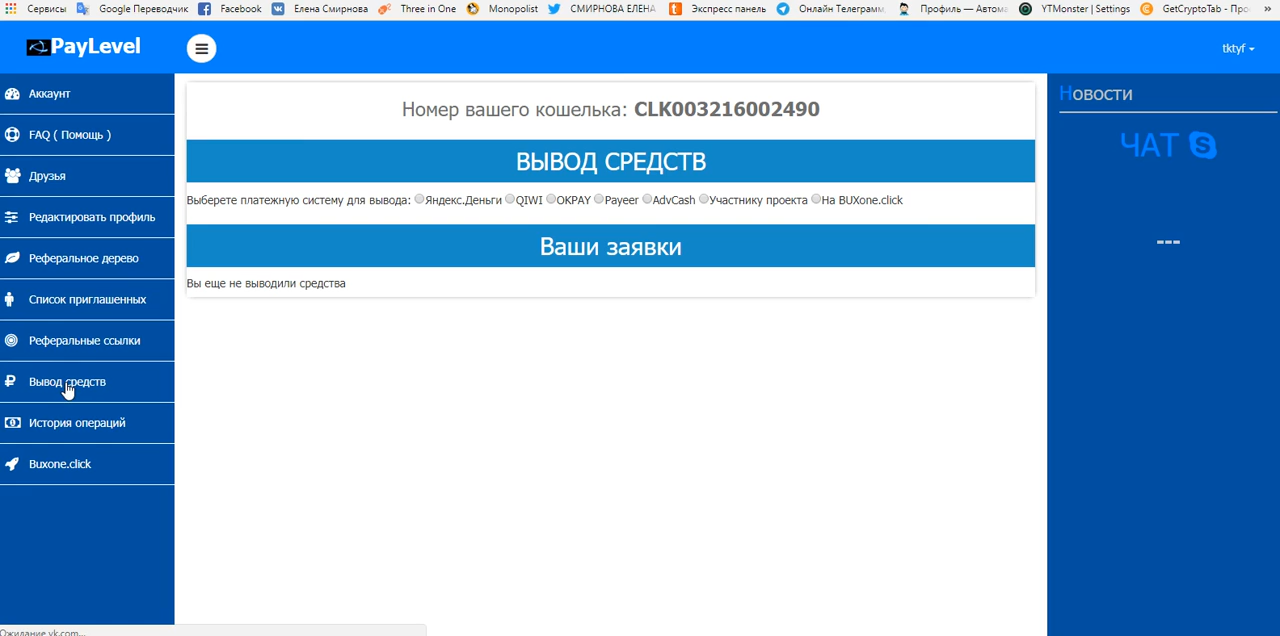 Сервисы Google Переводчик Facebook Елена Смирнова Three in One Monopolist СМИРНОВА ЕЛЕНА Экспресс панель Онлайн Телеграмм. Профиль — Автома YTMonster | Settings GetCryptoTab - Про »
PayLevel
tktyf
Аккаунт
FAQ ( Помощь )
Друзья
Редактировать профиль
Реферальное дерево
Список приглашенных
Реферальные ссылки
Вывод средств
История операций
Buxone.click
Номер вашего кошелька: CLK003216002490
ВЫВОД СРЕДСТВ
Выберете платежную систему для вывода: Яндекс.Деньги QIWI OKPAY Payeer AdvCash Участнику проекта На BUXone.click
Ваши заявки
Вы еще не выводили средства
Новости
ЧАТ
---
Ожидание vk.com...